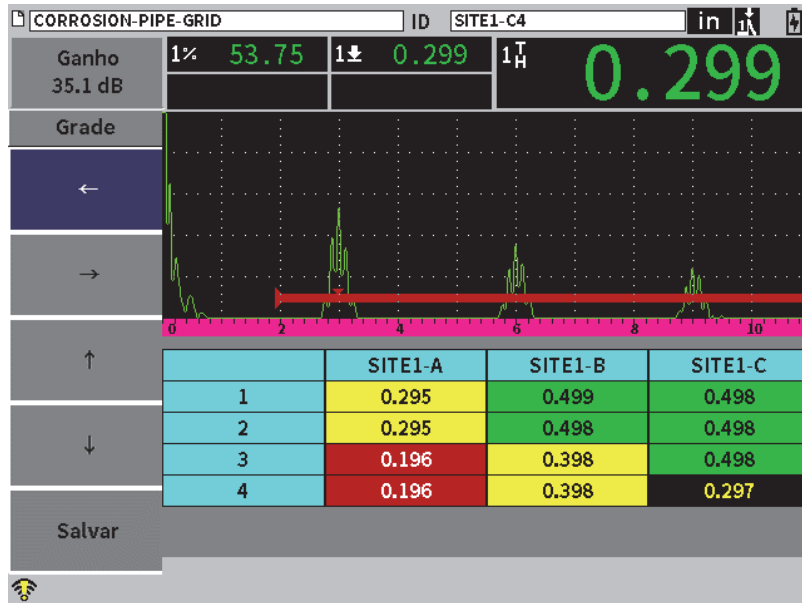 CORROSION-PIPE-GRID ID SITE1-C4 in
Ganho
35.1 dB
1% 53.75
1 0.299
1 TH 0.299
Grade
←
→
↑
↓
Salvar
0 2 4 6 8 10
SITE1-A SITE1-B SITE1-C
1 0.295 0.499 0.498
2 0.295 0.498 0.498
3 0.196 0.398 0.498
4 0.196 0.398 0.297